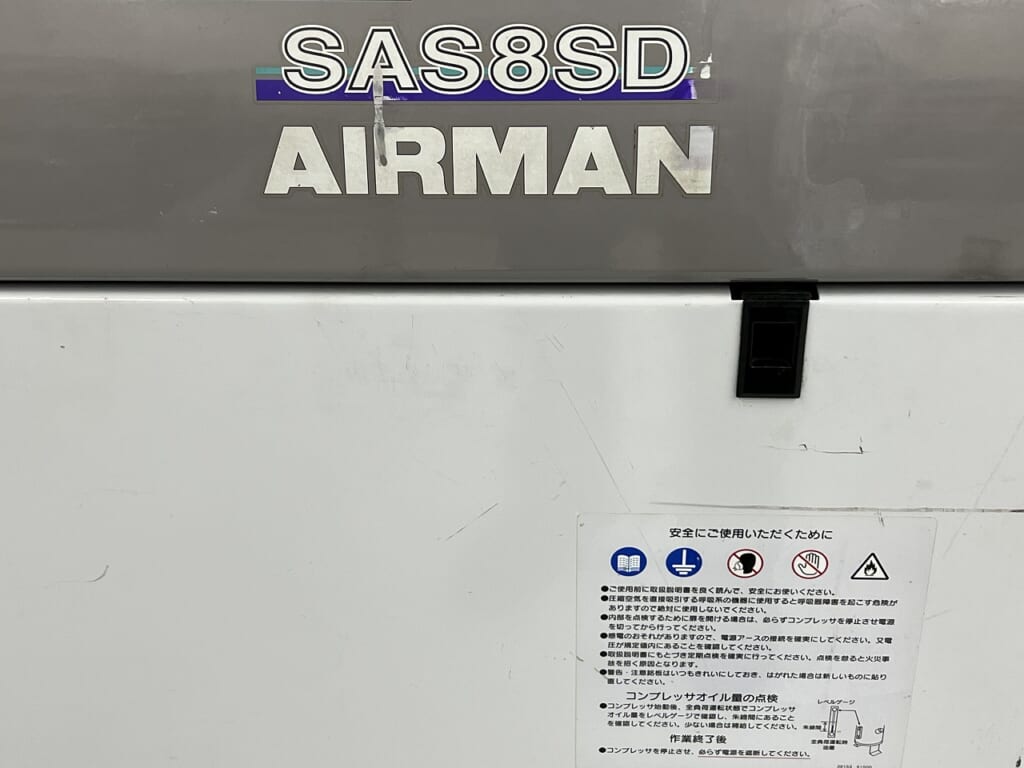 SAS8SD
AIRMAN
安全にご使用いただくために
●ご使用前に取扱説明書を良く読んで、安全にお使いください。
●圧縮空気を直接吸引する呼吸系の機器に使用すると呼吸器障害を起こす危険が
ありますので絶対に使用しないでください。
●内部を点検するために扉を開ける場合は、必らずコンプレッサを停止させ電源
を切ってから行ってください。
●感電のおそれがありますので、電源アースの接続を確実にしてください。又電
圧が規定値内にあることを確認してください。
●取扱説明書にもとづき定期点検を確実に行ってください。点検を怠ると火災事
故を招く原因となります。
●警告・注意銘板はいつもきれいにしておき、はがれた場合は新しいものに貼り
直してください。
コンプレッサオイル量の点検
●コンプレッサ始動後、全負荷運転状態でコンプレッサ
オイル量をレベルゲージで確認し、朱線間にあること
を確認してください。少ない場合は補給してください。
レベルゲージ
朱線間
全負荷運転時
油量
作業終了後
●コンプレッサを停止させ、必らず電源を遮断してください。